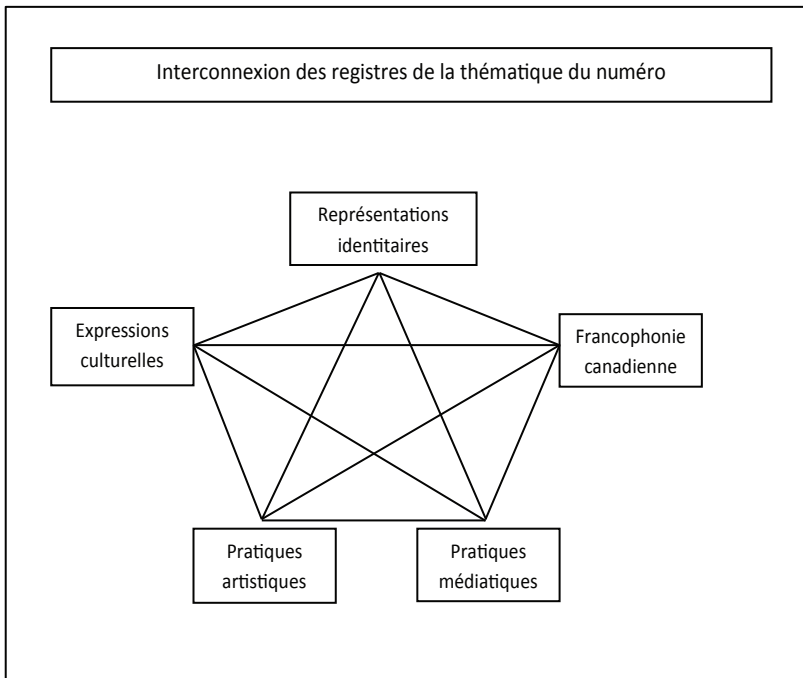 Interconnexion des registres de la thématique du numéro
Représentations
identitaires
Expressions
culturelles
Francophonie
canadienne
Pratiques
artistiques
Pratiques
médiatiques